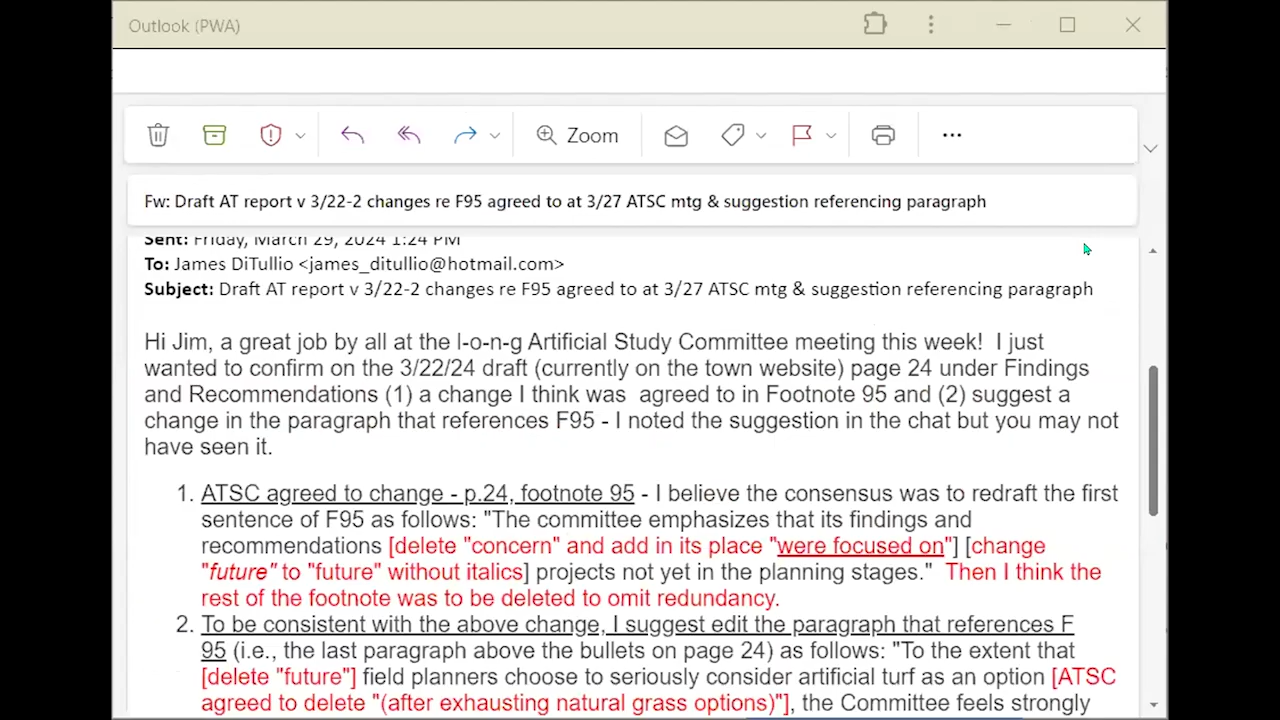 Outlook (PWA)
Zoom
Fw: Draft AT report v 3/22-2 changes re F95 agreed to at 3/27 ATSC mtg & suggestion referencing paragraph
Sent: Friday, March 29, 2024 1:24 PM
To: James DiTullio <james_ditullio@hotmail.com>
Subject: Draft AT report v 3/22-2 changes re F95 agreed to at 3/27 ATSC mtg & suggestion referencing paragraph
Hi Jim, a great job by all at the l-o-n-g Artificial Study Committee meeting this week!  I just
wanted to confirm on the 3/22/24 draft (currently on the town website) page 24 under Findings
and Recommendations (1) a change I think was  agreed to in Footnote 95 and (2) suggest a
change in the paragraph that references F95 - I noted the suggestion in the chat but you may not
have seen it.
1. ATSC agreed to change - p.24, footnote 95 - I believe the consensus was to redraft the first
sentence of F95 as follows: "The committee emphasizes that its findings and
recommendations [delete "concern" and add in its place "were focused on"] [change
"future" to "future" without italics] projects not yet in the planning stages."  Then I think the
rest of the footnote was to be deleted to omit redundancy.
2. To be consistent with the above change, I suggest edit the paragraph that references F
95 (i.e., the last paragraph above the bullets on page 24) as follows: "To the extent that
[delete "future"] field planners choose to seriously consider artificial turf as an option [ATSC
agreed to delete "(after exhausting natural grass options)"], the Committee feels strongly